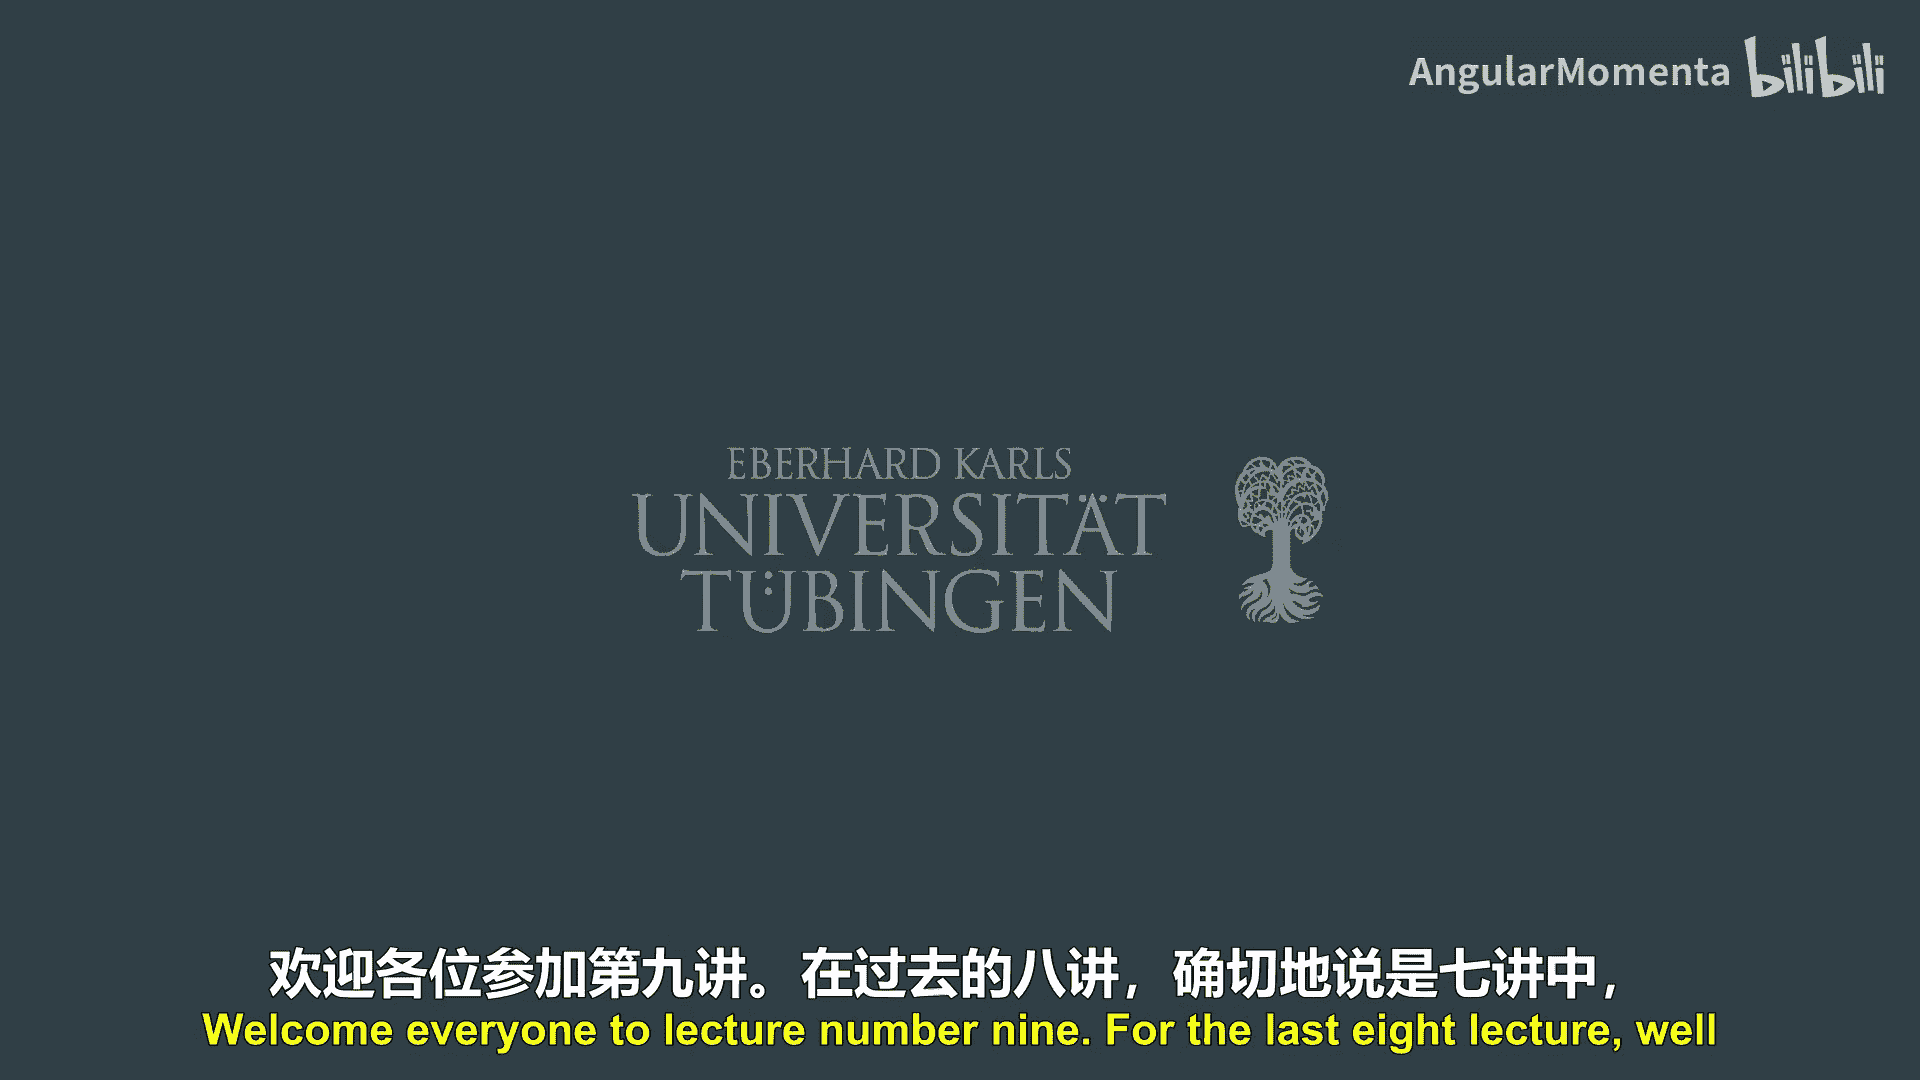 AngularMomenta bilibili
EBERHARD KARLS
UNIVERSITÄT
TÜBINGEN
欢迎各位参加第九讲。在过去的八讲，确切地说是七讲中，
Welcome everyone to lecture number nine. For the last eight lecture, well